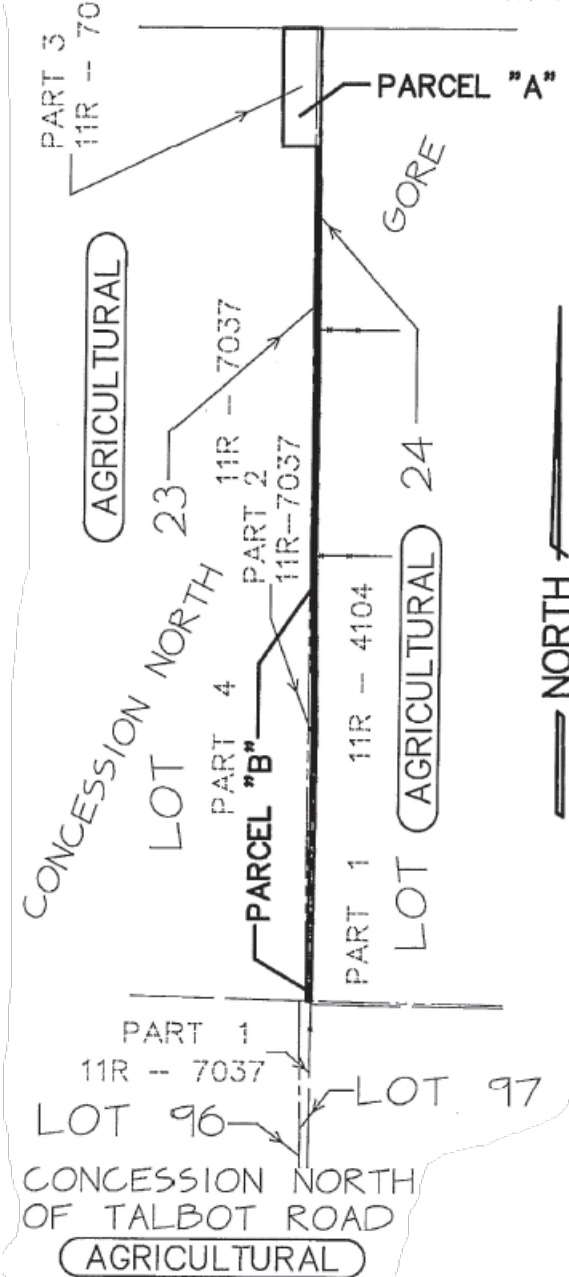 PART 3
11R -- 70
PARCEL "A"
GORE
AGRICULTURAL
23
11R -- 7037
PART 2
11R--7037
24
CONCESSION NORTH
LOT
PART 4
PARCEL "B"
PART 1
11R -- 4104
LOT
AGRICULTURAL
NORTH
PART 1
11R -- 7037
LOT 96
LOT 97
CONCESSION NORTH
OF TALBOT ROAD
AGRICULTURAL